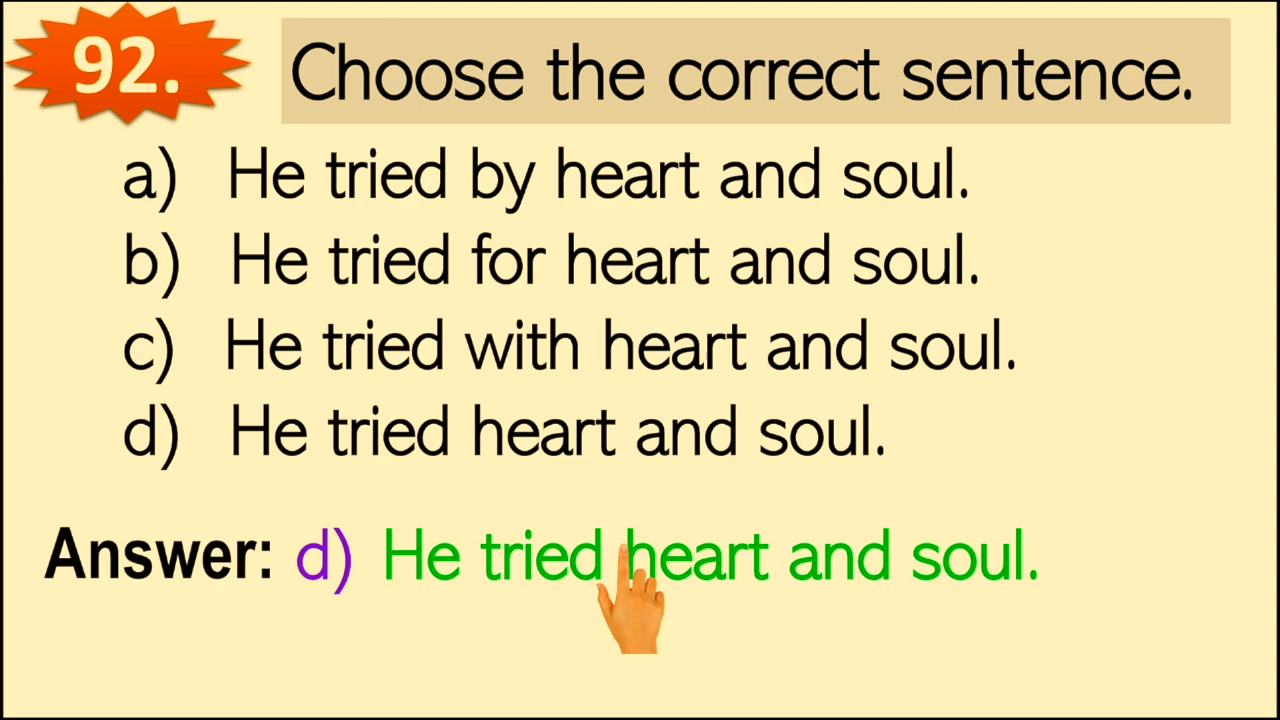 92. Choose the correct sentence.
a) He tried by heart and soul.
b) He tried for heart and soul.
c) He tried with heart and soul.
d) He tried heart and soul.
Answer: d) He tried heart and soul.